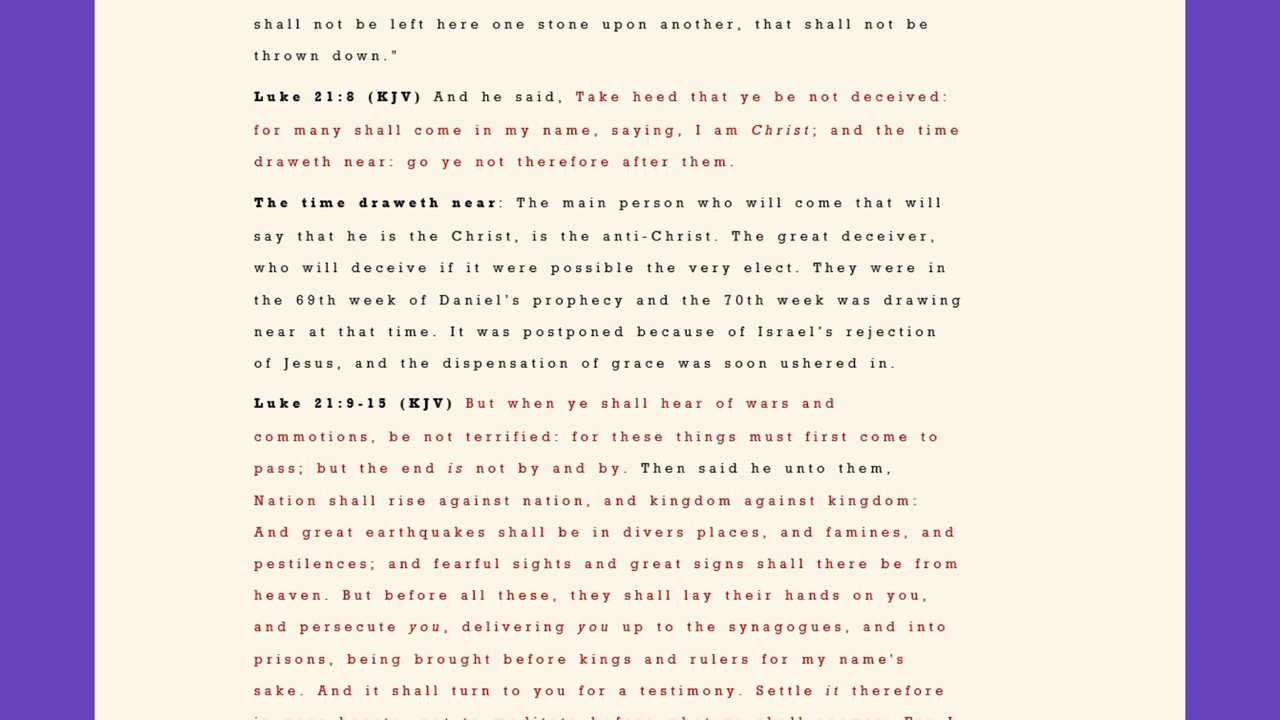 shall not be left here one stone upon another, that shall not be
thrown down.”
Luke 21:8 (KJV) And he said, Take heed that ye be not deceived:
for many shall come in my name, saying, I am Christ; and the time
draweth near: go ye not therefore after them.
The time draweth near: The main person who will come that will
say that he is the Christ, is the anti-Christ. The great deceiver,
who will deceive if it were possible the very elect. They were in
the 69th week of Daniel’s prophecy and the 70th week was drawing
near at that time. It was postponed because of Israel’s rejection
of Jesus, and the dispensation of grace was soon ushered in.
Luke 21:9-15 (KJV) But when ye shall hear of wars and
commotions, be not terrified: for these things must first come to
pass; but the end is not by and by. Then said he unto them,
Nation shall rise against nation, and kingdom against kingdom:
And great earthquakes shall be in divers places, and famines, and
pestilences; and fearful sights and great signs shall there be from
heaven. But before all these, they shall lay their hands on you,
and persecute you, delivering you up to the synagogues, and into
prisons, being brought before kings and rulers for my name's
sake. And it shall turn to you for a testimony. Settle it therefore